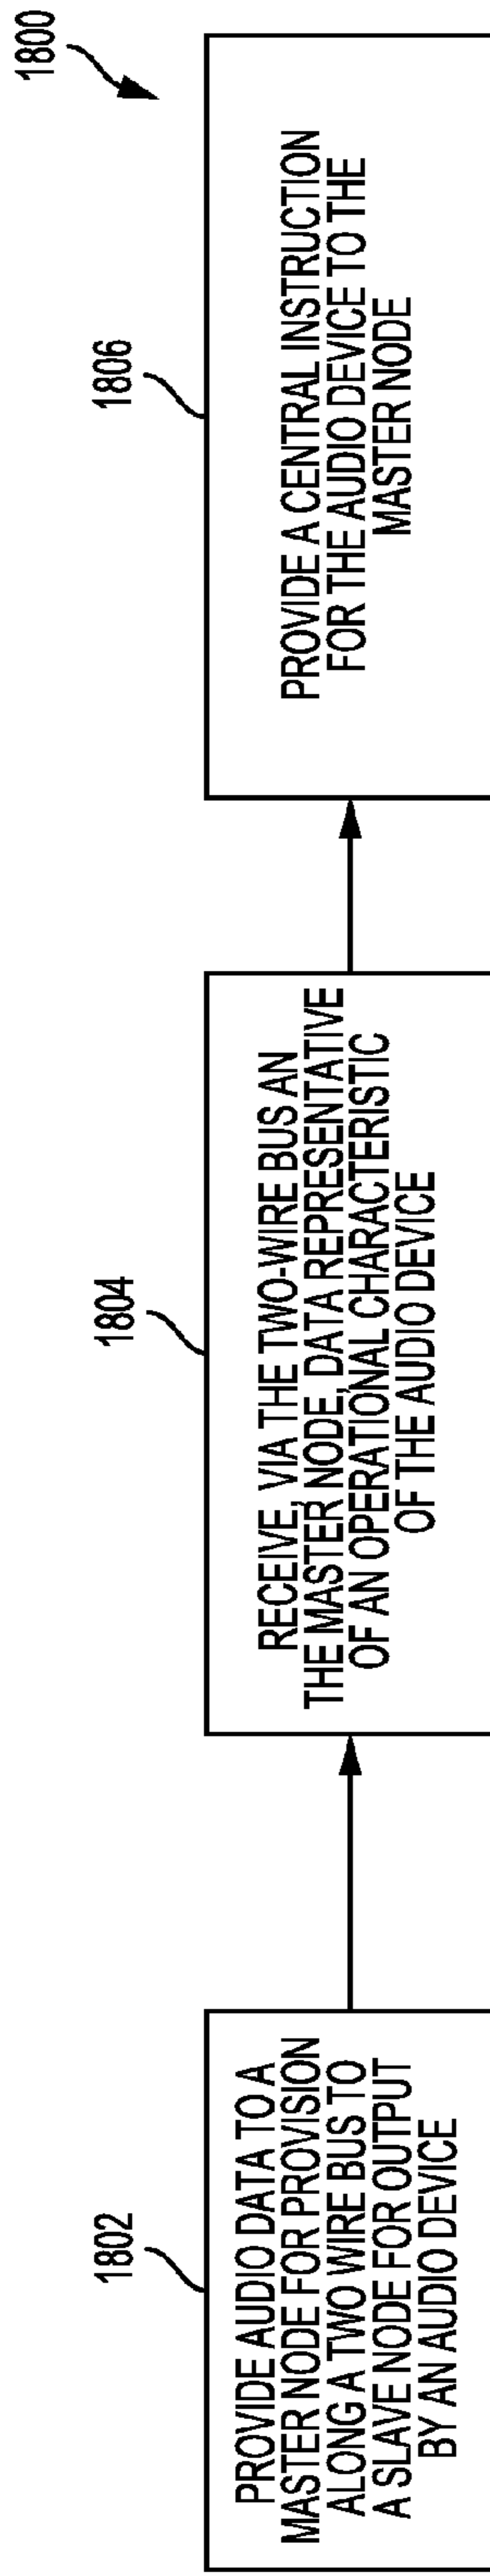 1800
1802
PROVIDE AUDIO DATA TO A
MASTER NODE FOR PROVISION
ALONG A TWO WIRE BUS TO
A SLAVE NODE FOR OUTPUT
BY AN AUDIO DEVICE
1804
RECEIVE, VIA THE TWO-WIRE BUS AN
THE MASTER NODE, DATA REPRESENTATIVE
OF AN OPERATIONAL CHARACTERISTIC
OF THE AUDIO DEVICE
1806
PROVIDE A CENTRAL INSTRUCTION
FOR THE AUDIO DEVICE TO THE
MASTER NODE